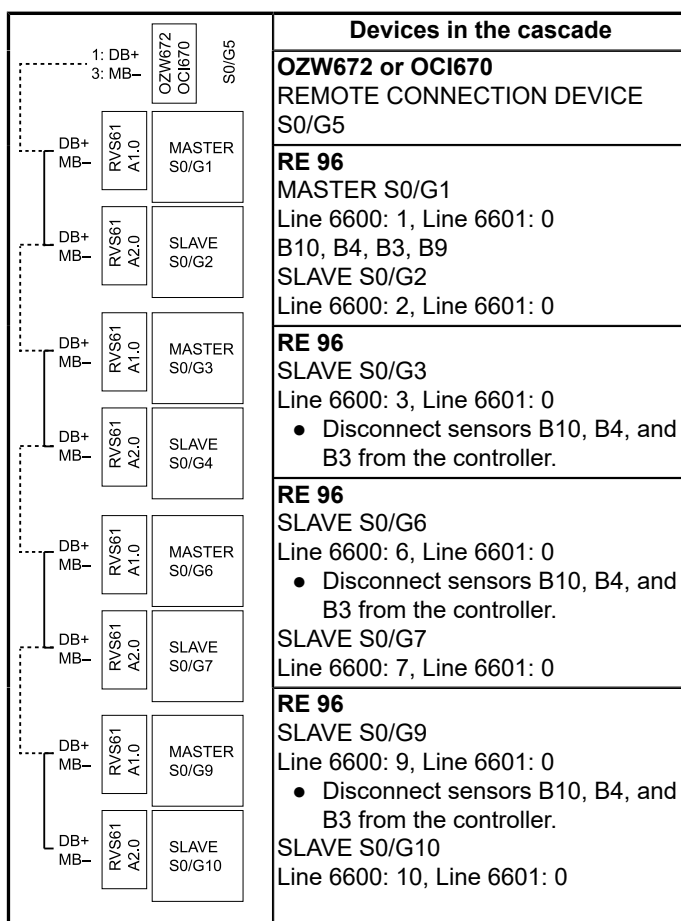 Devices in the cascade
1: DB+
3: MB–
OZW672
OCI670
S0/G5
OZW672 or OCI670
REMOTE CONNECTION DEVICE
S0/G5
DB+
MB–
RVS61
A1.0
MASTER
S0/G1
DB+
MB–
RVS61
A2.0
SLAVE
S0/G2
RE 96
MASTER S0/G1
Line 6600: 1, Line 6601: 0
B10, B4, B3, B9
SLAVE S0/G2
Line 6600: 2, Line 6601: 0
DB+
MB–
RVS61
A1.0
MASTER
S0/G3
DB+
MB–
RVS61
A2.0
SLAVE
S0/G4
RE 96
SLAVE S0/G3
Line 6600: 3, Line 6601: 0
● Disconnect sensors B10, B4, and
B3 from the controller.
DB+
MB–
RVS61
A1.0
MASTER
S0/G6
DB+
MB–
RVS61
A2.0
SLAVE
S0/G7
RE 96
SLAVE S0/G6
Line 6600: 6, Line 6601: 0
● Disconnect sensors B10, B4, and
B3 from the controller.
SLAVE S0/G7
Line 6600: 7, Line 6601: 0
DB+
MB–
RVS61
A1.0
MASTER
S0/G9
DB+
MB–
RVS61
A2.0
SLAVE
S0/G10
RE 96
SLAVE S0/G9
Line 6600: 9, Line 6601: 0
● Disconnect sensors B10, B4, and
B3 from the controller.
SLAVE S0/G10
Line 6600: 10, Line 6601: 0